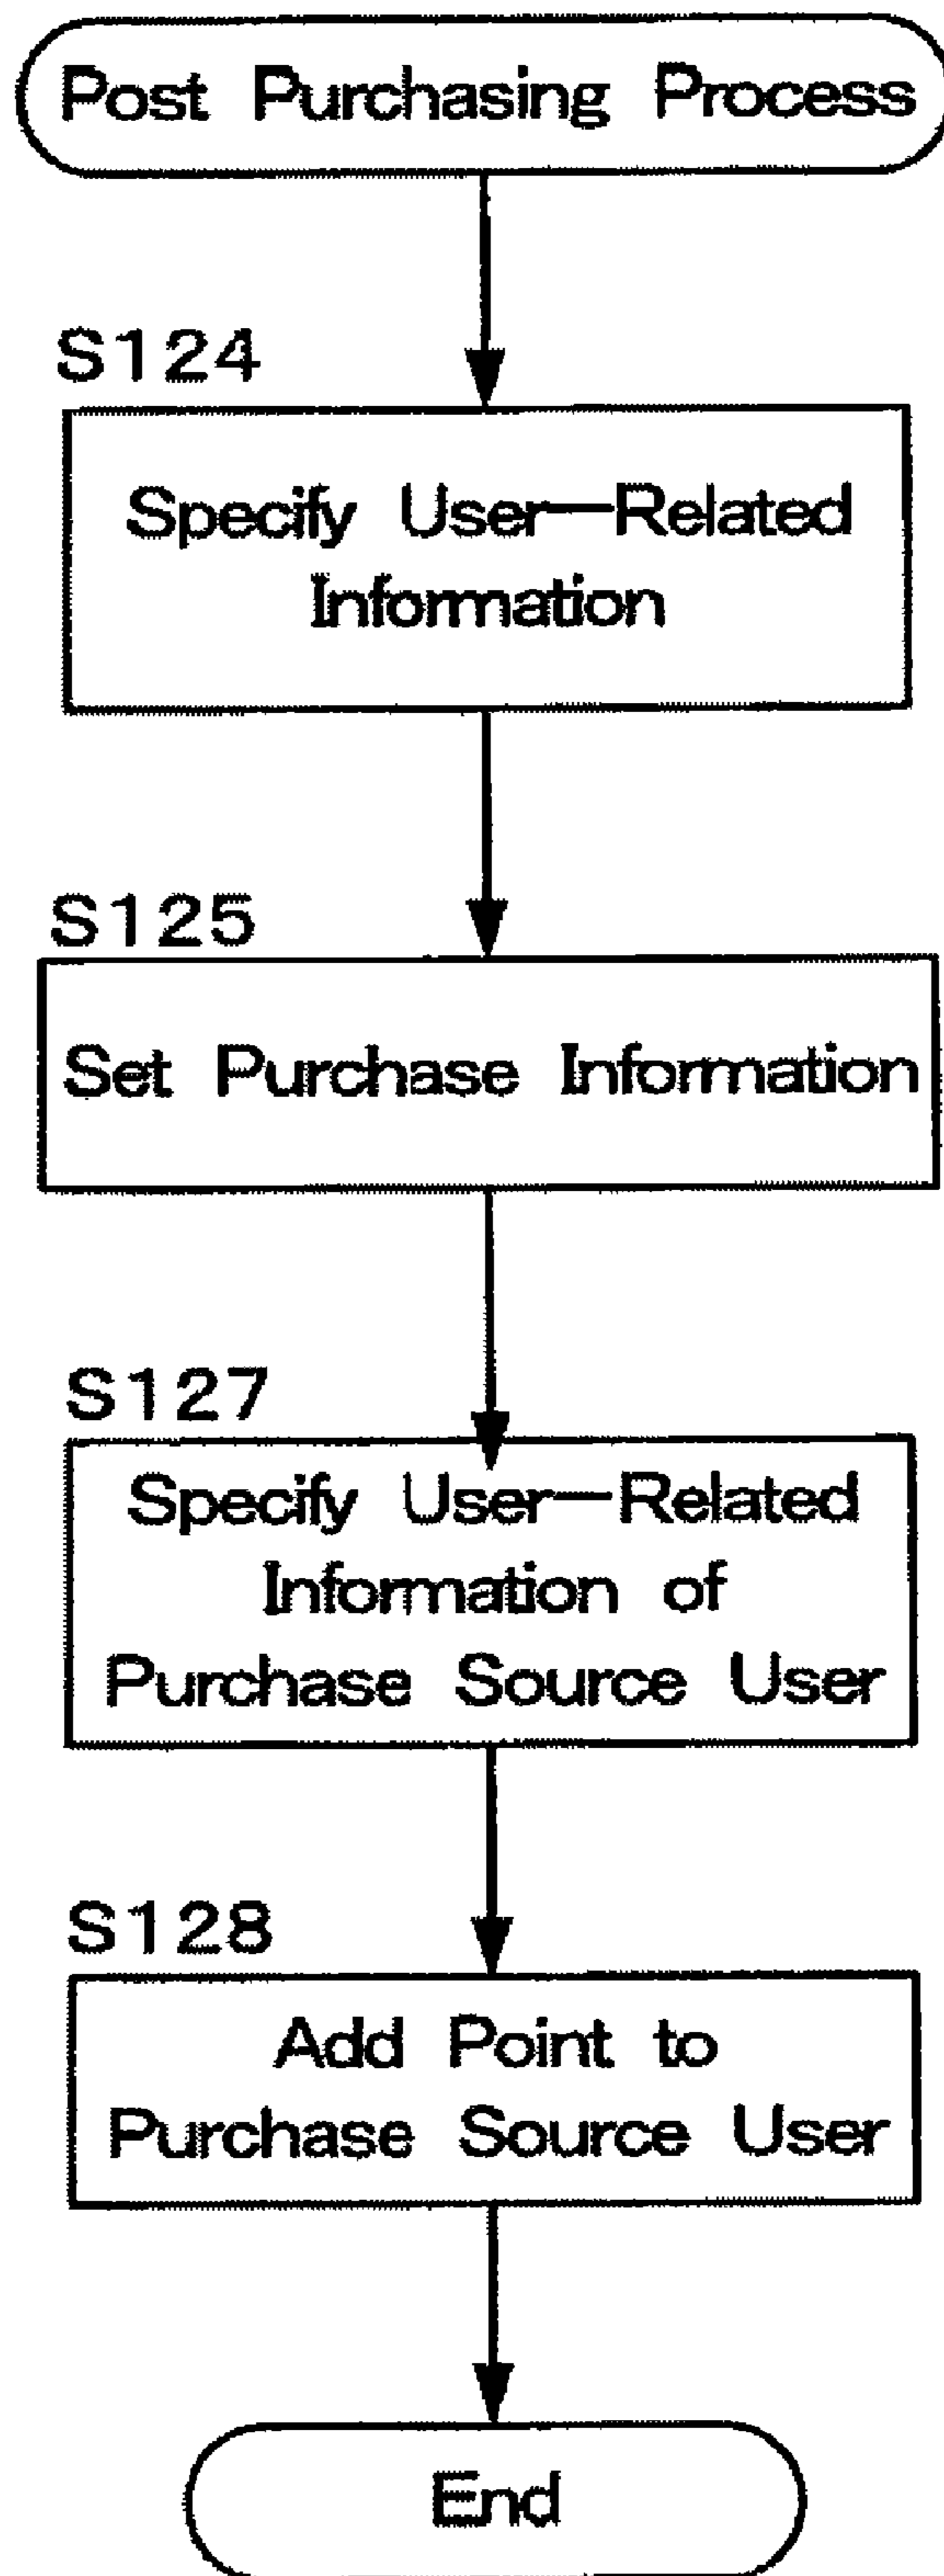 Post Purchasing Process
S124
Specify User-Related
Information
S125
Set Purchase Information
S127
Specify User-Related
Information of
Purchase Source User
S128
Add Point to
Purchase Source User
End